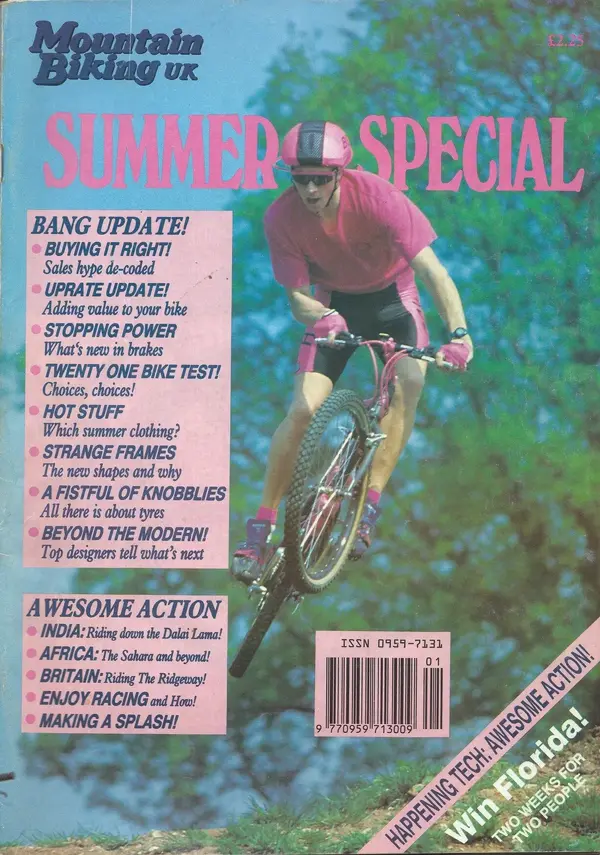 Mountain
Biking UK
£2.25
SUMMER SPECIAL
BANG UPDATE!
BUYING IT RIGHT!
Sales hype de-coded
UPRATE UPDATE!
Adding value to your bike
STOPPING POWER
What's new in brakes
TWENTY ONE BIKE TEST!
Choices, choices!
HOT STUFF
Which summer clothing?
STRANGE FRAMES
The new shapes and why
A FISTFUL OF KNOBBLIES
All there is about tyres
BEYOND THE MODERN!
Top designers tell what's next
AWESOME ACTION
INDIA: Riding down the Dalai Lama!
AFRICA: The Sahara and beyond!
BRITAIN: Riding The Ridgeway!
ENJOY RACING and How!
MAKING A SPLASH!
ISSN 0959-7131
01
9 770959 713009
HAPPENING TECH: AWESOME ACTION!
Win Florida!
TWO WEEKS FOR
TWO PEOPLE